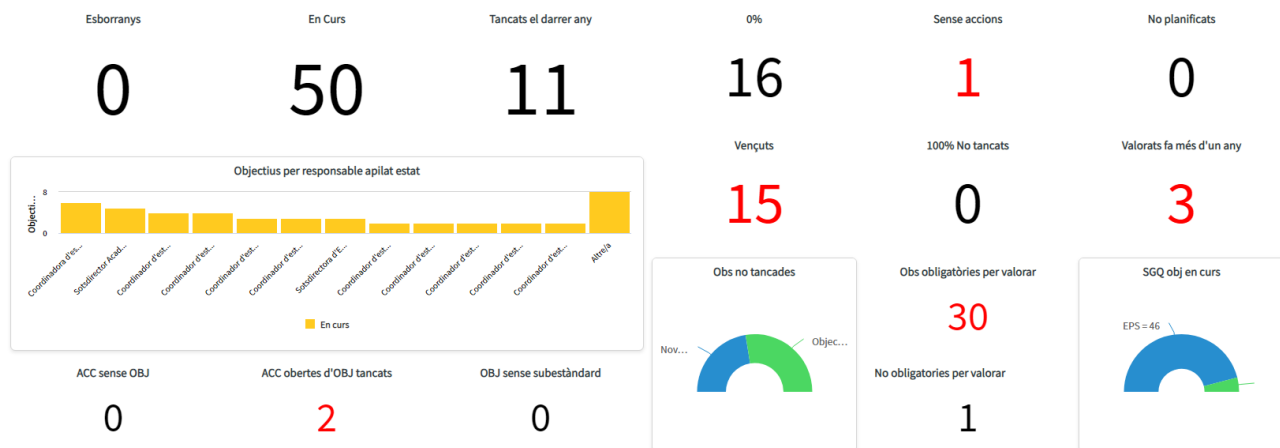 Esborranys
En Curs
Tancats el darrer any
0%
Sense accions
No planificats
0
50
11
16
1
0
Vençuts
100% No tancats
Valorats fa més d'un any
15
0
3
Objectius per responsable apilat estat
Objecti...
8
0
Coordinadora d'es...
Sotsdirector Acad...
Coordinador d'est...
Coordinador d'est...
Coordinador d'est...
Coordinador d'est...
Sotsdirectora d'E...
Coordinador d'est...
Coordinador d'est...
Coordinador d'est...
Coordinador d'est...
Coordinador d'est...
Altre/a
En curs
Obs no tancades
Nov...
Objec...
Obs obligatòries per valorar
30
SGQ obj en curs
EPS = 46
ACC sense OBJ
ACC obertes d'OBJ tancats
OBJ sense subestàndard
No obligatories per valorar
0
2
0
1